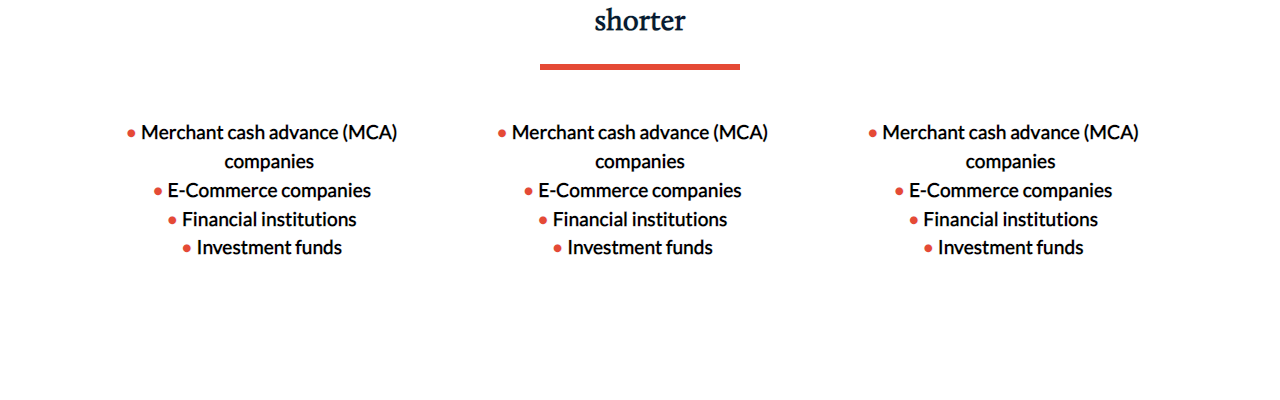 shorter
• Merchant cash advance (MCA)
companies
• E-Commerce companies
• Financial institutions
• Investment funds
• Merchant cash advance (MCA)
companies
• E-Commerce companies
• Financial institutions
• Investment funds
• Merchant cash advance (MCA)
companies
• E-Commerce companies
• Financial institutions
• Investment funds